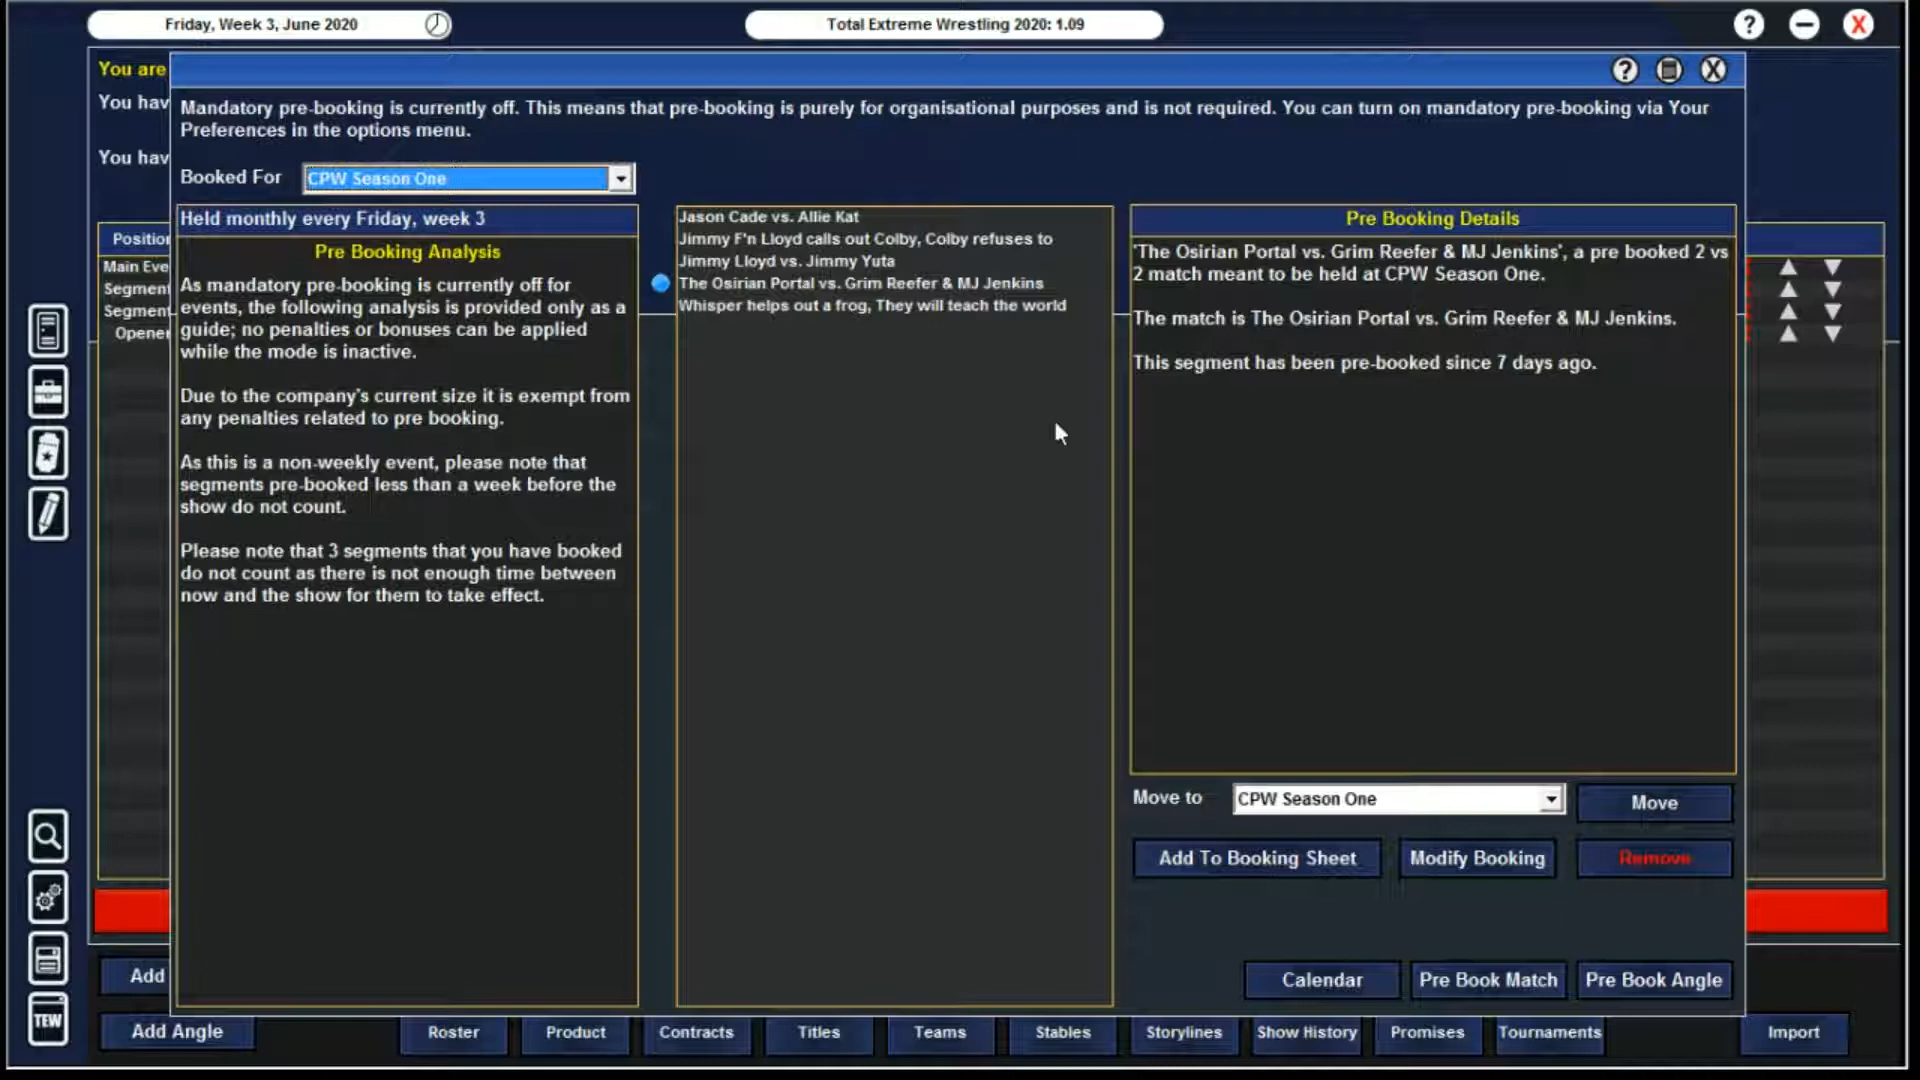 Friday, Week 3, June 2020
Total Extreme Wrestling 2020: 1.09
?
X
You are
You hav
You hav
?
X
Mandatory pre-booking is currently off. This means that pre-booking is purely for organisational purposes and is not required. You can turn on mandatory pre-booking via Your
Preferences in the options menu.
Booked For
CPW Season One
Held monthly every Friday, week 3
Pre Booking Analysis
As mandatory pre-booking is currently off for
events, the following analysis is provided only as a
guide; no penalties or bonuses can be applied
while the mode is inactive.
Due to the company's current size it is exempt from
any penalties related to pre booking.
As this is a non-weekly event, please note that
segments pre-booked less than a week before the
show do not count.
Please note that 3 segments that you have booked
do not count as there is not enough time between
now and the show for them to take effect.
Jason Cade vs. Allie Kat
Jimmy F'n Lloyd calls out Colby, Colby refuses to
Jimmy Lloyd vs. Jimmy Yuta
The Osirian Portal vs. Grim Reefer & MJ Jenkins
Whisper helps out a frog, They will teach the world
Pre Booking Details
'The Osirian Portal vs. Grim Reefer & MJ Jenkins', a pre booked 2 vs
2 match meant to be held at CPW Season One.
The match is The Osirian Portal vs. Grim Reefer & MJ Jenkins.
This segment has been pre-booked since 7 days ago.
Move to
CPW Season One
Move
Add To Booking Sheet
Modify Booking
Remove
Calendar
Pre Book Match
Pre Book Angle
Position
Main Eve
Segment
Segment
Opener
Add
Add Angle
Roster
Product
Contracts
Titles
Teams
Stables
Storylines
Show History
Promises
Tournaments
Import
TEW